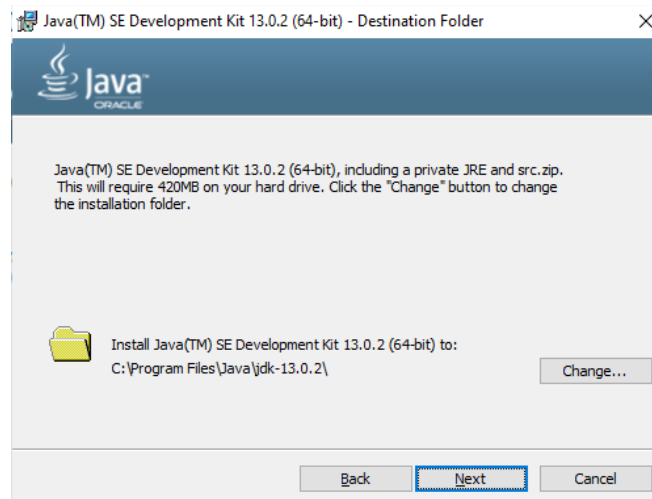 Java(TM) SE Development Kit 13.0.2 (64-bit) - Destination Folder
Java™
ORACLE
Java(TM) SE Development Kit 13.0.2 (64-bit), including a private JRE and src.zip.
This will require 420MB on your hard drive. Click the "Change" button to change
the installation folder.
Install Java(TM) SE Development Kit 13.0.2 (64-bit) to:
C:\Program Files\Java\jdk-13.0.2\
Change...
Back
Next
Cancel